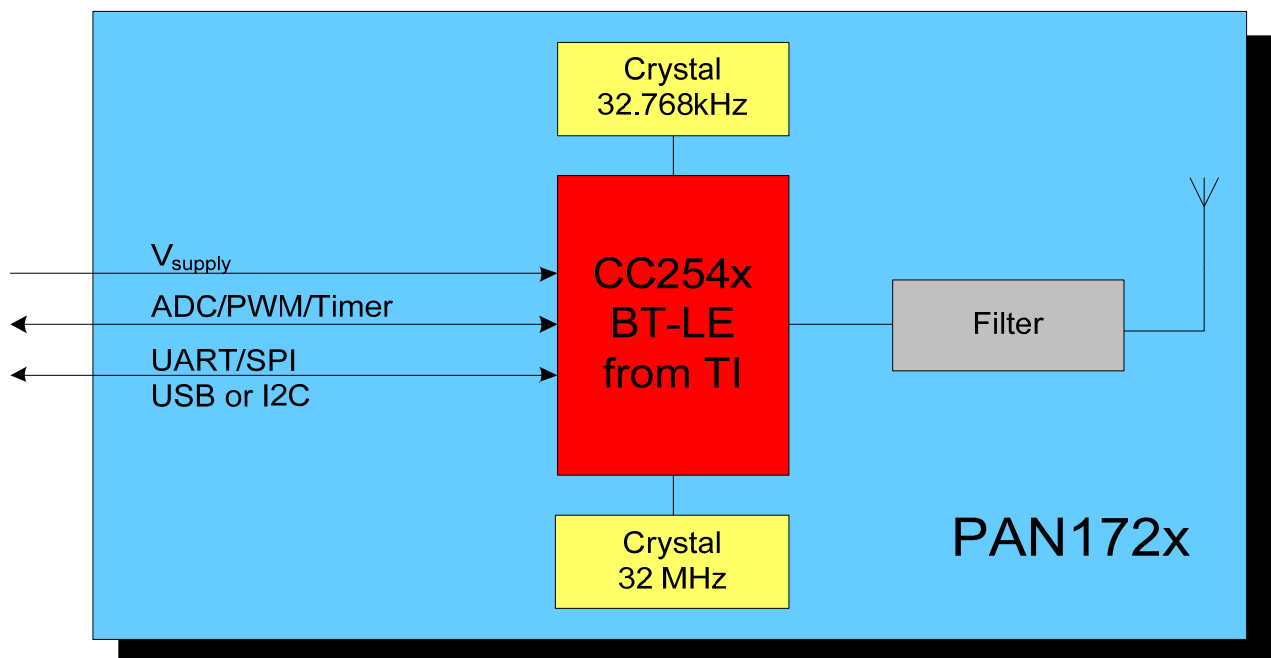 Crystal
32.768kHz
Vsupply
ADC/PWM/Timer
UART/SPI
USB or I2C
CC254x
BT-LE
from TI
Filter
Crystal
32 MHz
PAN172x